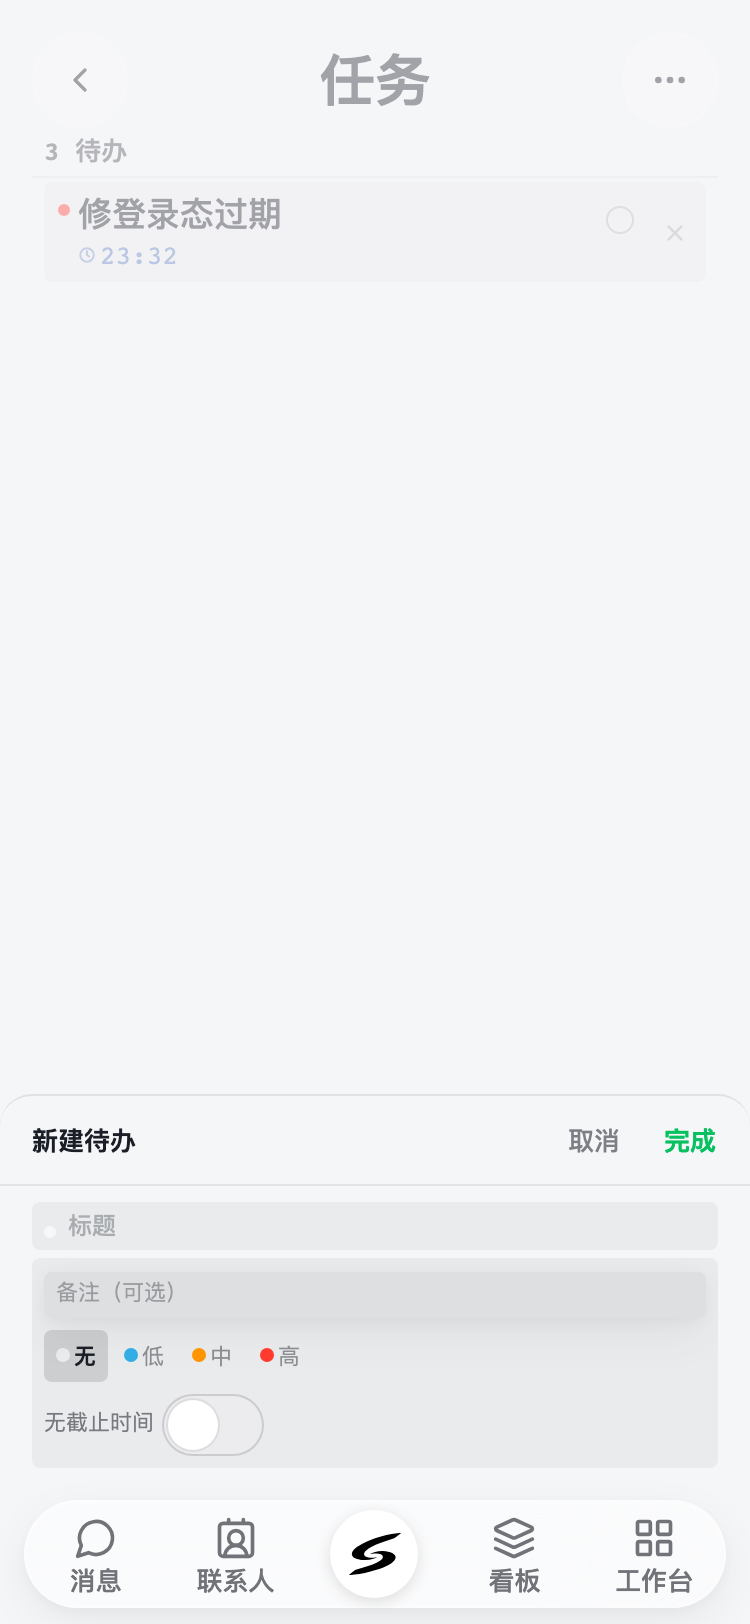 任务
3 待办
修登录态过期
23:32
新建待办 取消 完成
标题
备注（可选）
无 低 中 高
无截止时间
消息 联系人 看板 工作台